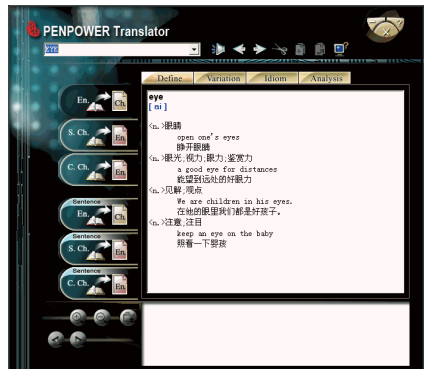 PENPOWER Translator
eye
Define Variation Idiom Analysis
eye
[ai]
<n.>眼睛
open one's eyes
睁开眼睛
<n.>眼光;视力;眼力;鉴赏力
a good eye for distances
能望到远处的好眼力
<n.>见解;观点
We are children in his eyes.
在他的眼里我们都是好孩子。
<n.>注意;注目
keep an eye on the baby
照看一下婴孩
En. Ch.
S. Ch. En.
C. Ch. En.
Sentence
En. Ch.
Sentence
S. Ch. En.
Sentence
C. Ch. En.